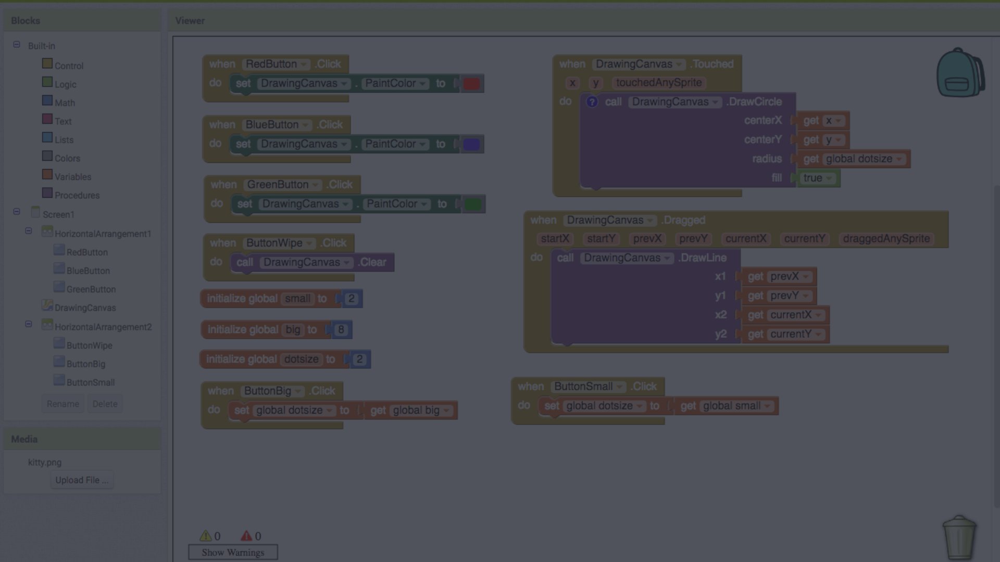 Blocks
Built-in
Control
Logic
Math
Text
Lists
Colors
Variables
Procedures
Screen1
HorizontalArrangement1
RedButton
BlueButton
GreenButton
DrawingCanvas
HorizontalArrangement2
ButtonWipe
ButtonBig
ButtonSmall
Rename Delete
Media
kitty.png
Upload File ...
Viewer
when RedButton .Click
do set DrawingCanvas . PaintColor to
when BlueButton .Click
do set DrawingCanvas . PaintColor to
when GreenButton .Click
do set DrawingCanvas . PaintColor to
when ButtonWipe .Click
do call DrawingCanvas .Clear
initialize global small to 2
initialize global big to 8
initialize global dotsize to 2
when ButtonBig .Click
do set global dotsize to get global big
when DrawingCanvas .Touched
x y touchedAnySprite
do ? call DrawingCanvas .DrawCircle
centerX get x
centerY get y
radius get global dotsize
fill true
when DrawingCanvas .Dragged
startX startY prevX prevY currentX currentY draggedAnySprite
do call DrawingCanvas .DrawLine
x1 get prevX
y1 get prevY
x2 get currentX
y2 get currentY
when ButtonSmall .Click
do set global dotsize to get global small
0 0
Show Warnings